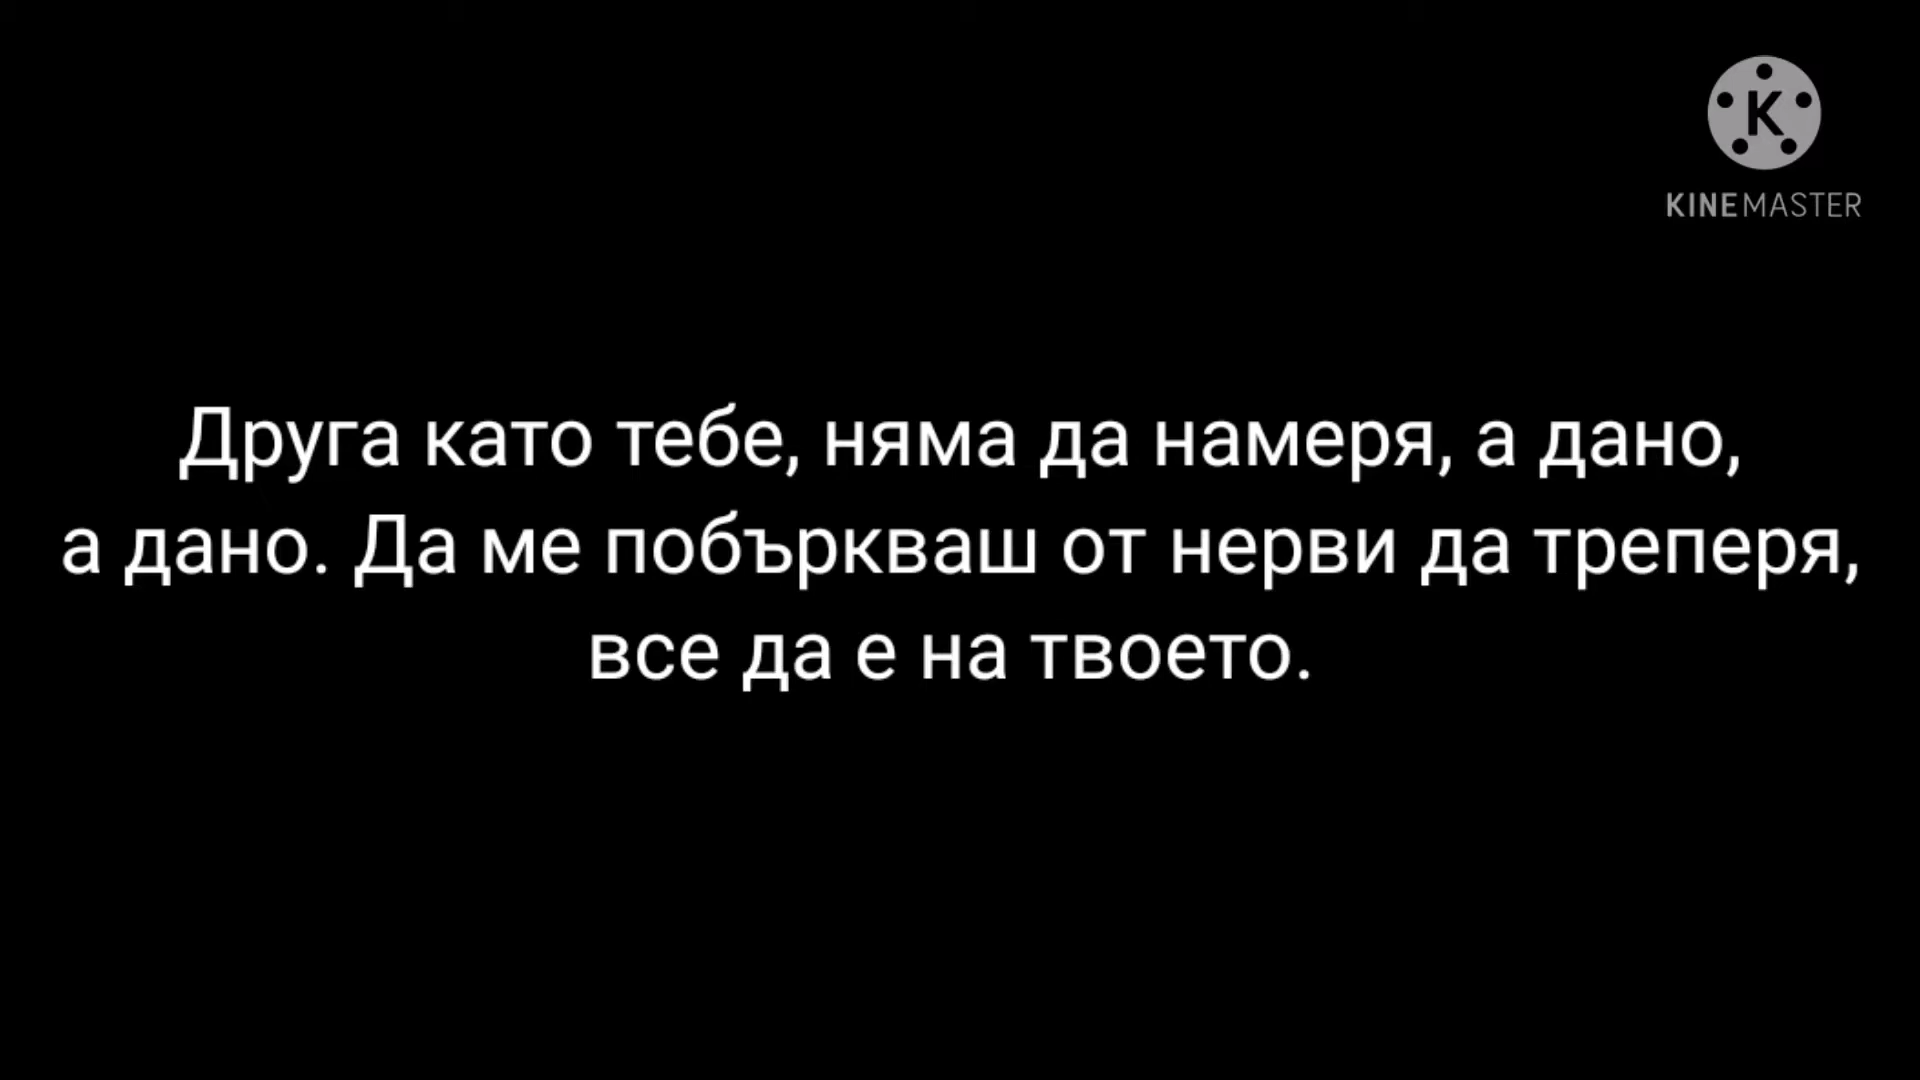 KINEMASTER
Друга като тебе, няма да намеря, а дано,
а дано. Да ме побъркваш от нерви да треперя,
все да е на твоето.